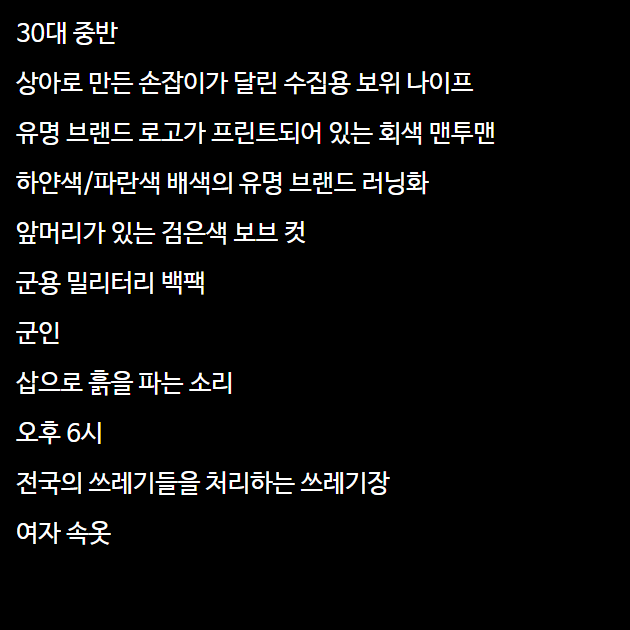 30대 중반
상아로 만든 손잡이가 달린 수집용 보위 나이프
유명 브랜드 로고가 프린트되어 있는 회색 맨투맨
하얀색/파란색 배색의 유명 브랜드 러닝화
앞머리가 있는 검은색 보브 컷
군용 밀리터리 백팩
군인
삽으로 흙을 파는 소리
오후 6시
전국의 쓰레기들을 처리하는 쓰레기장
여자 속옷